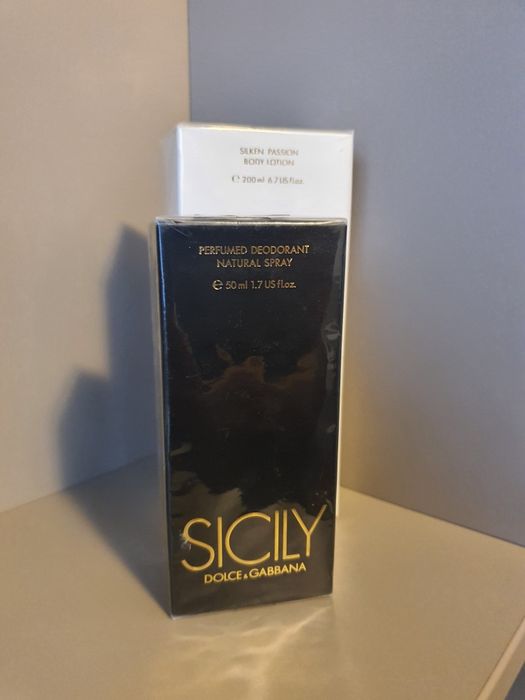 SILKEN PASSION
BODY LOTION
℮ 200 ml 6.7 US fl.oz.
PERFUMED DEODORANT
NATURAL SPRAY
℮ 50 ml 1.7 US fl.oz.
SICILY
DOLCE & GABBANA